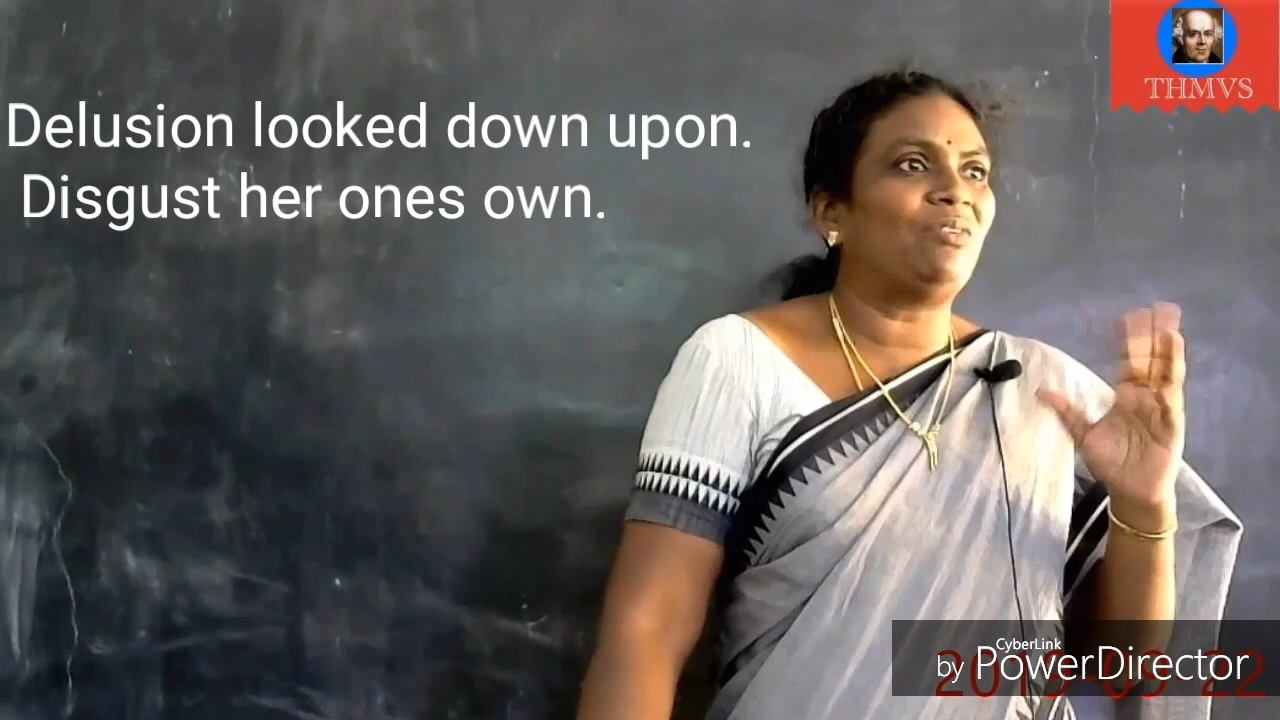 THMVS
Delusion looked down upon.
Disgust her ones own.
CyberLink
by PowerDirector